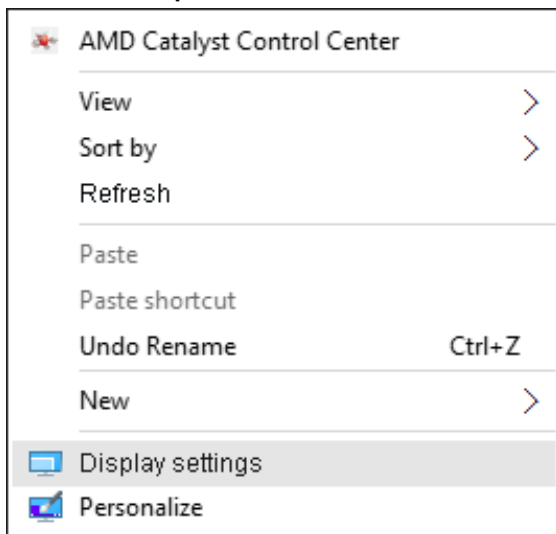 AMD Catalyst Control Center
View
Sort by
Refresh
Paste
Paste shortcut
Undo Rename Ctrl+Z
New
Display settings
Personalize